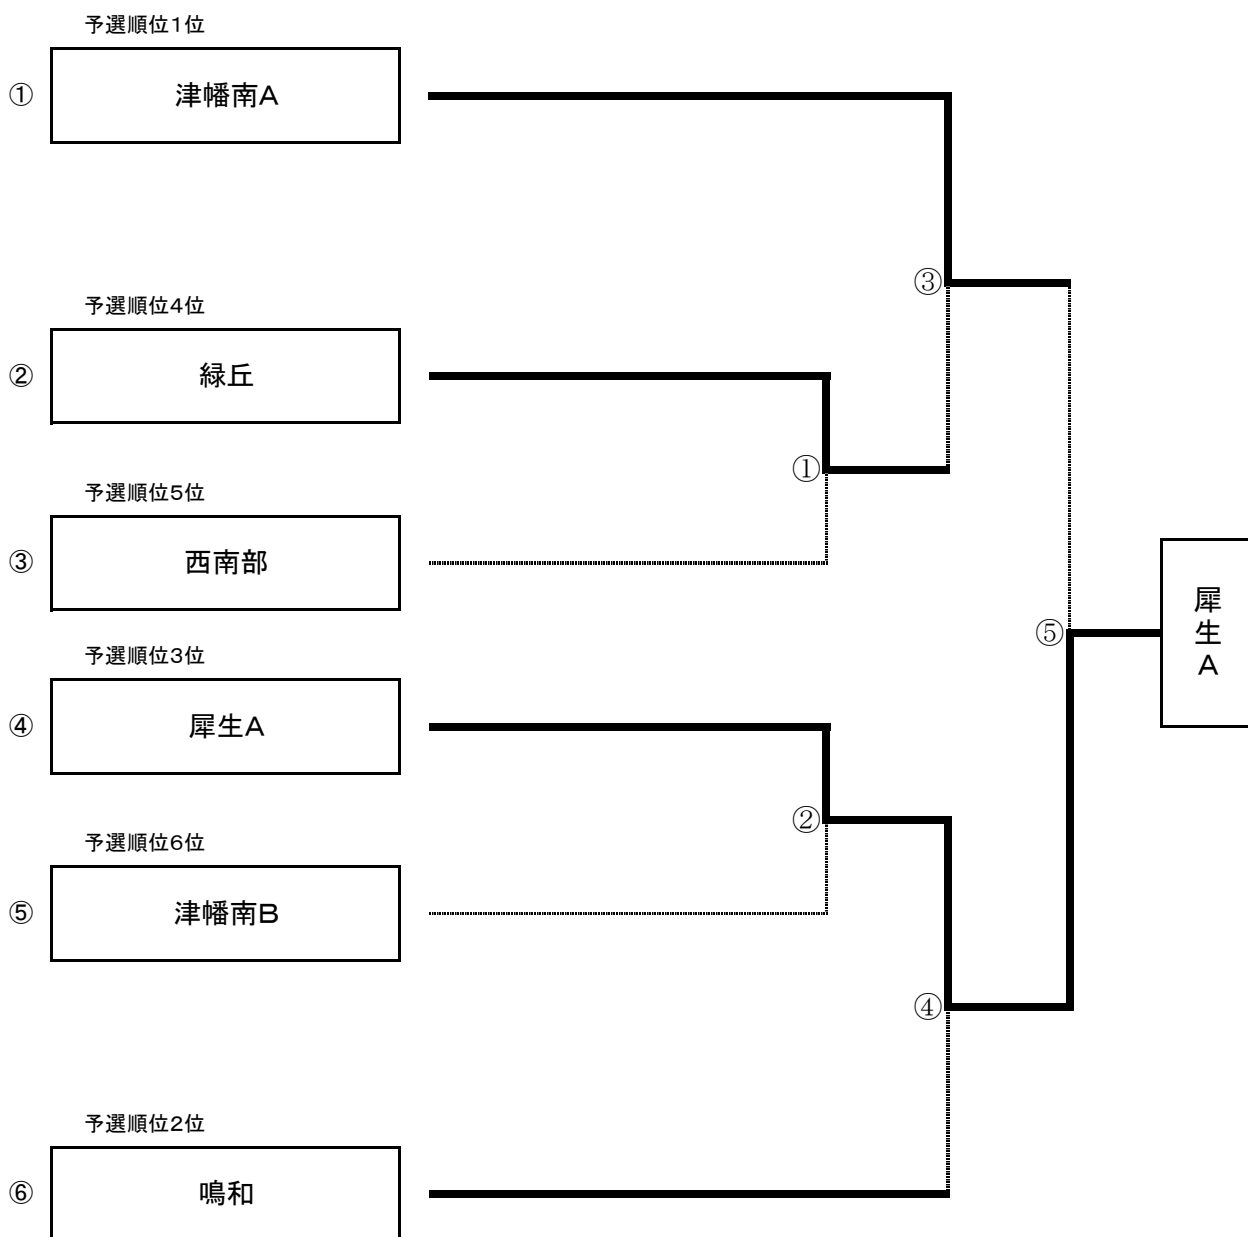 予選順位1位
① 津幡南A
③
予選順位4位
② 緑丘
①
予選順位5位
③ 西南部
犀生A
⑤
予選順位3位
④ 犀生A
②
予選順位6位
⑤ 津幡南B
④
予選順位2位
⑥ 鳴和